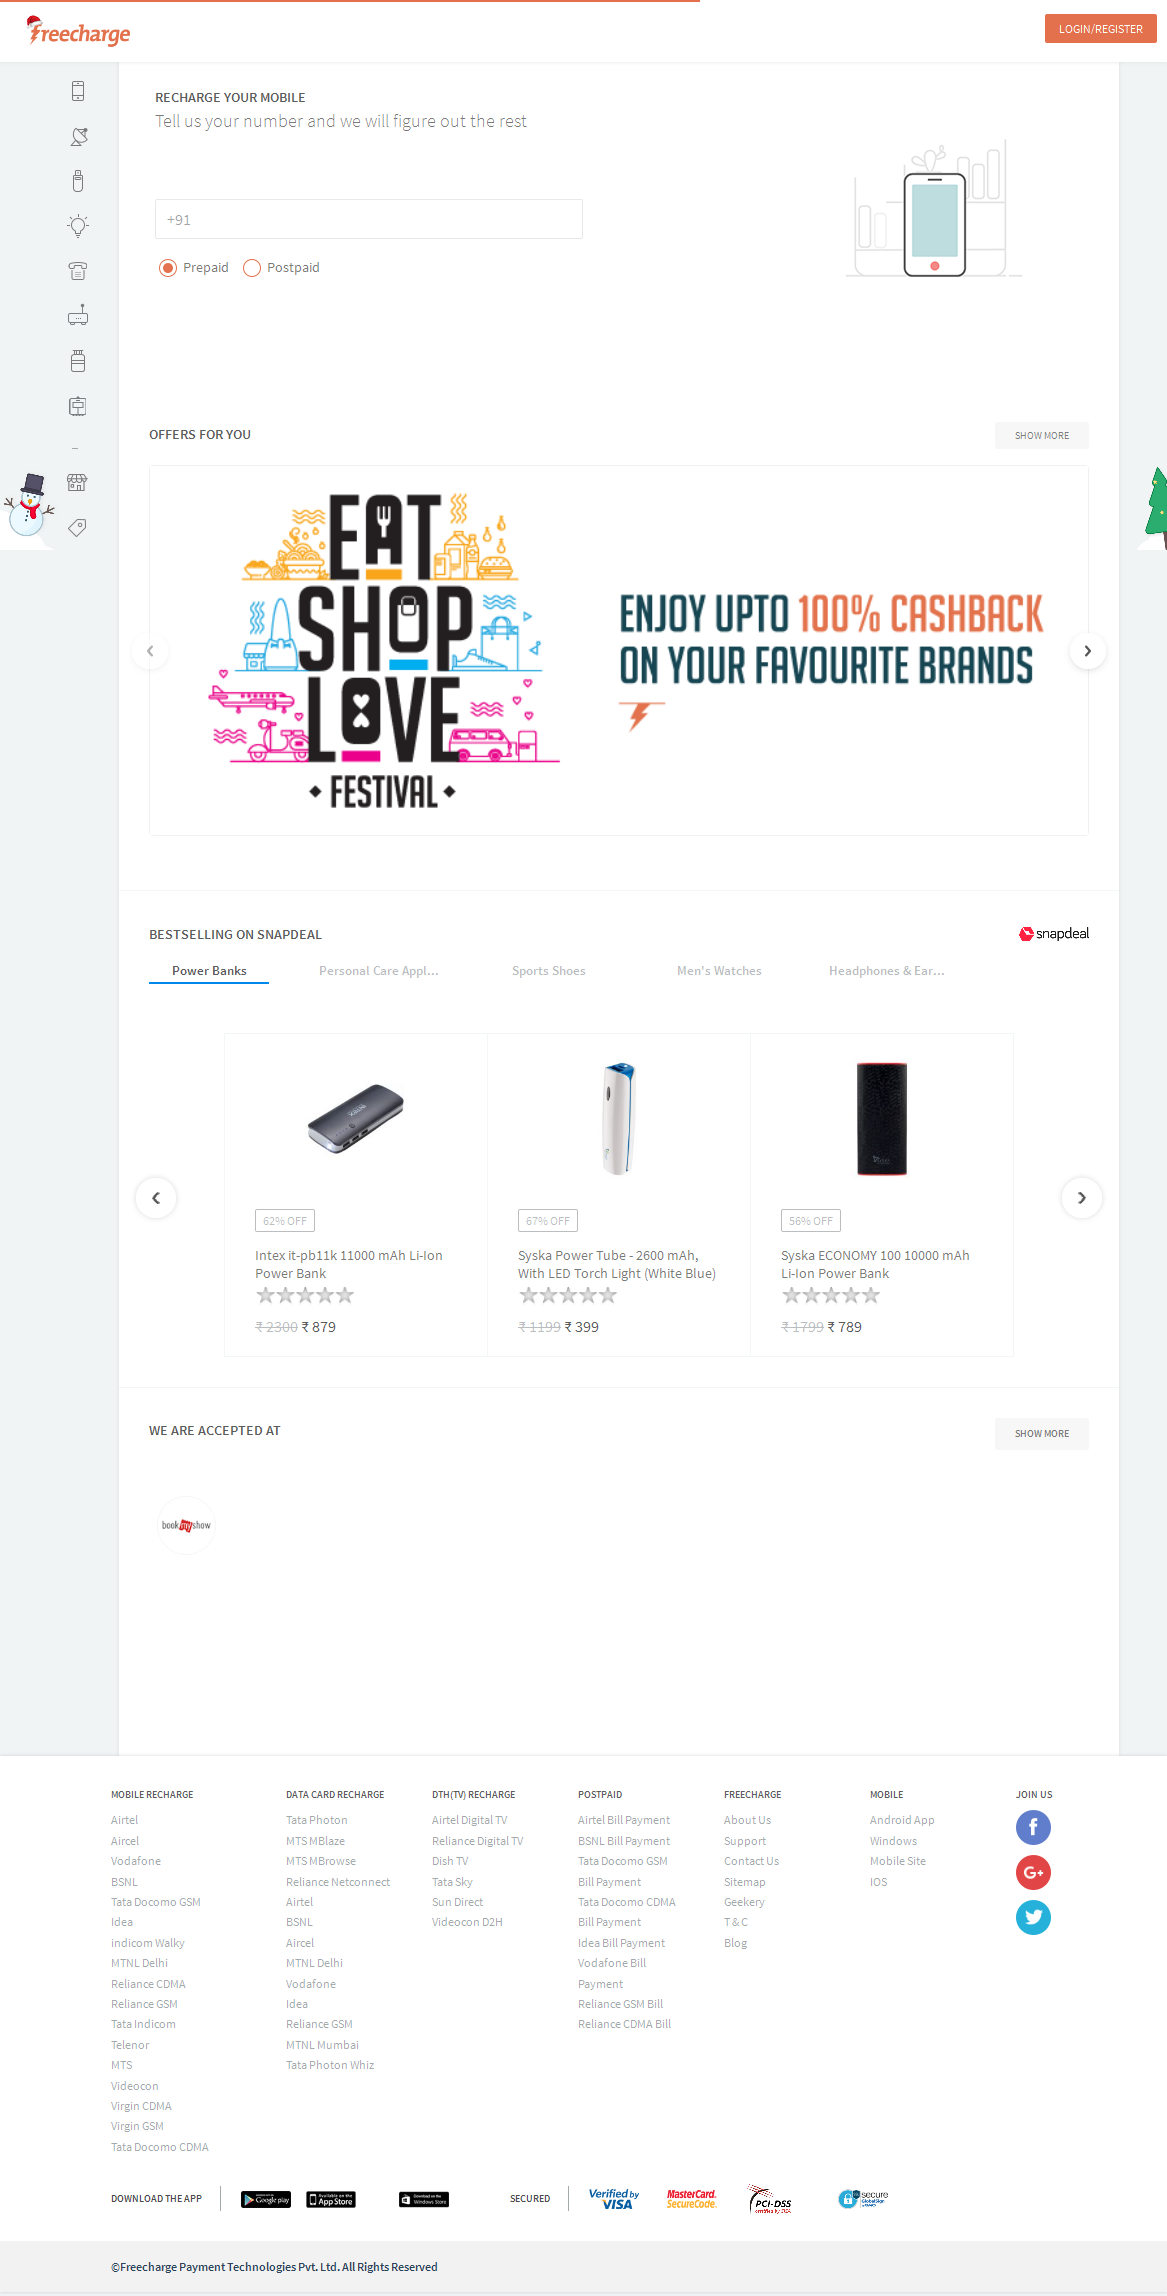 freecharge
LOGIN/REGISTER
RECHARGE YOUR MOBILE
Tell us your number and we will figure out the rest
+91
Prepaid Postpaid
OFFERS FOR YOU
SHOW MORE
EAT
SHOP
LOVE
FESTIVAL
ENJOY UPTO 100% CASHBACK
ON YOUR FAVOURITE BRANDS
BESTSELLING ON SNAPDEAL
snapdeal
Power Banks
Personal Care Appl...
Sports Shoes
Men's Watches
Headphones & Ear...
62% OFF
Intex it-pb11k 11000 mAh Li-Ion
Power Bank
₹ 2300 ₹ 879
67% OFF
Syska Power Tube - 2600 mAh,
With LED Torch Light (White Blue)
₹ 1199 ₹ 399
56% OFF
Syska ECONOMY 100 10000 mAh
Li-Ion Power Bank
₹ 1799 ₹ 789
WE ARE ACCEPTED AT
SHOW MORE
book my show
MOBILE RECHARGE
Airtel
Aircel
Vodafone
BSNL
Tata Docomo GSM
Idea
indicom Walky
MTNL Delhi
Reliance CDMA
Reliance GSM
Tata Indicom
Telenor
MTS
Videocon
Virgin CDMA
Virgin GSM
Tata Docomo CDMA
DATA CARD RECHARGE
Tata Photon
MTS MBlaze
MTS MBrowse
Reliance Netconnect
Airtel
BSNL
Aircel
MTNL Delhi
Vodafone
Idea
Reliance GSM
MTNL Mumbai
Tata Photon Whiz
DTH(TV) RECHARGE
Airtel Digital TV
Reliance Digital TV
Dish TV
Tata Sky
Sun Direct
Videocon D2H
POSTPAID
Airtel Bill Payment
BSNL Bill Payment
Tata Docomo GSM
Bill Payment
Tata Docomo CDMA
Bill Payment
Idea Bill Payment
Vodafone Bill
Payment
Reliance GSM Bill
Reliance CDMA Bill
FREECHARGE
About Us
Support
Contact Us
Sitemap
Geekery
T & C
Blog
MOBILE
Android App
Windows
Mobile Site
IOS
JOIN US
f
G+
DOWNLOAD THE APP
Google play
Available on the
App Store
Download on the
Windows Store
SECURED
Verified by
VISA
MasterCard.
SecureCode.
PCI-DSS
secure
GlobalSign
©Freecharge Payment Technologies Pvt. Ltd. All Rights Reserved